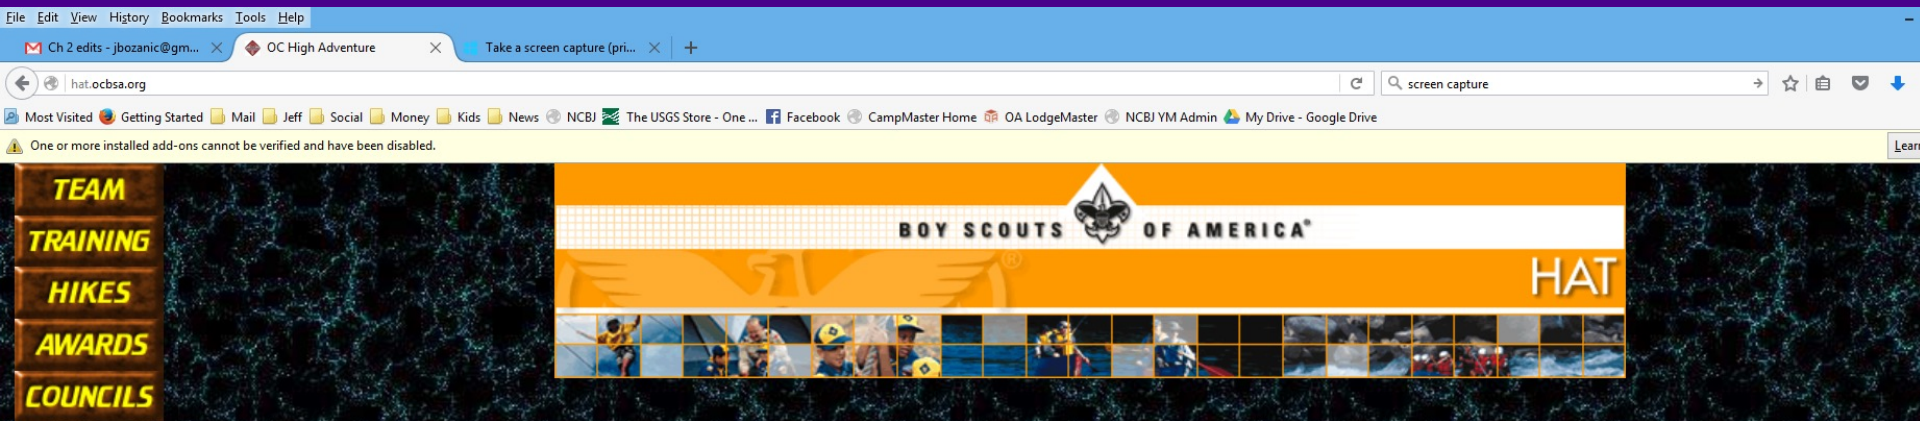 File Edit View History Bookmarks Tools Help
Ch 2 edits - jbozanic@gm... OC High Adventure Take a screen capture (pri...
hat.ocbsa.org screen capture
Most Visited Getting Started Mail Jeff Social Money Kids News NCBJ The USGS Store - One ... Facebook CampMaster Home OA LodgeMaster NCBJ YM Admin My Drive - Google Drive
One or more installed add-ons cannot be verified and have been disabled. Lear
TEAM
TRAINING
HIKES
AWARDS
COUNCILS
BOY SCOUTS OF AMERICA®
®
HAT